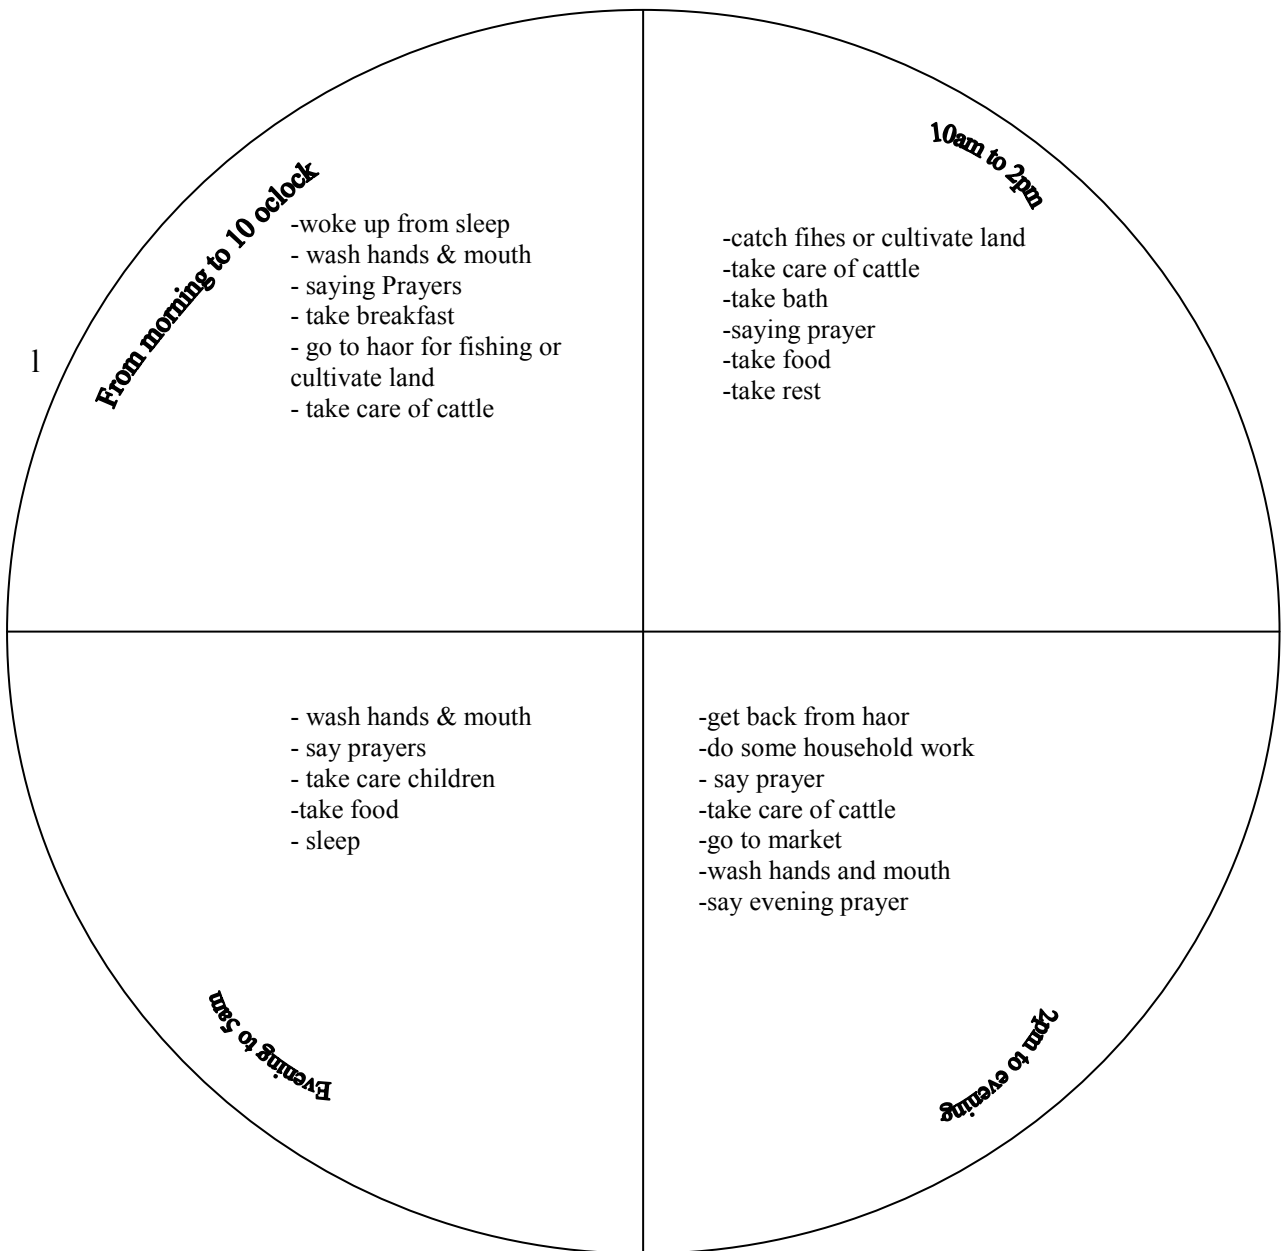 From morning to 10 oclock
-woke up from sleep
- wash hands & mouth
- saying Prayers
- take breakfast
- go to haor for fishing or
cultivate land
- take care of cattle
l
10am to 2pm
-catch fihes or cultivate land
-take care of cattle
-take bath
-saying prayer
-take food
-take rest
-get back from haor
-do some household work
- say prayer
-take care of cattle
-go to market
-wash hands and mouth
-say evening prayer
2pm to evening
- wash hands & mouth
- say prayers
- take care children
-take food
- sleep
Evening to 5am